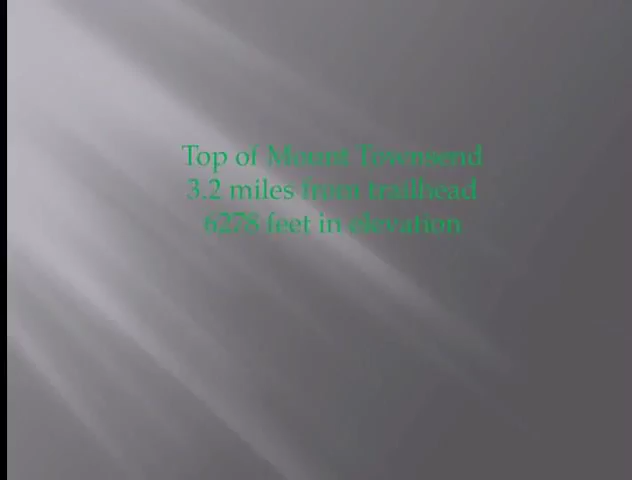 Top of Mount Townsend
3.2 miles from trailhead
6278 feet in elevation